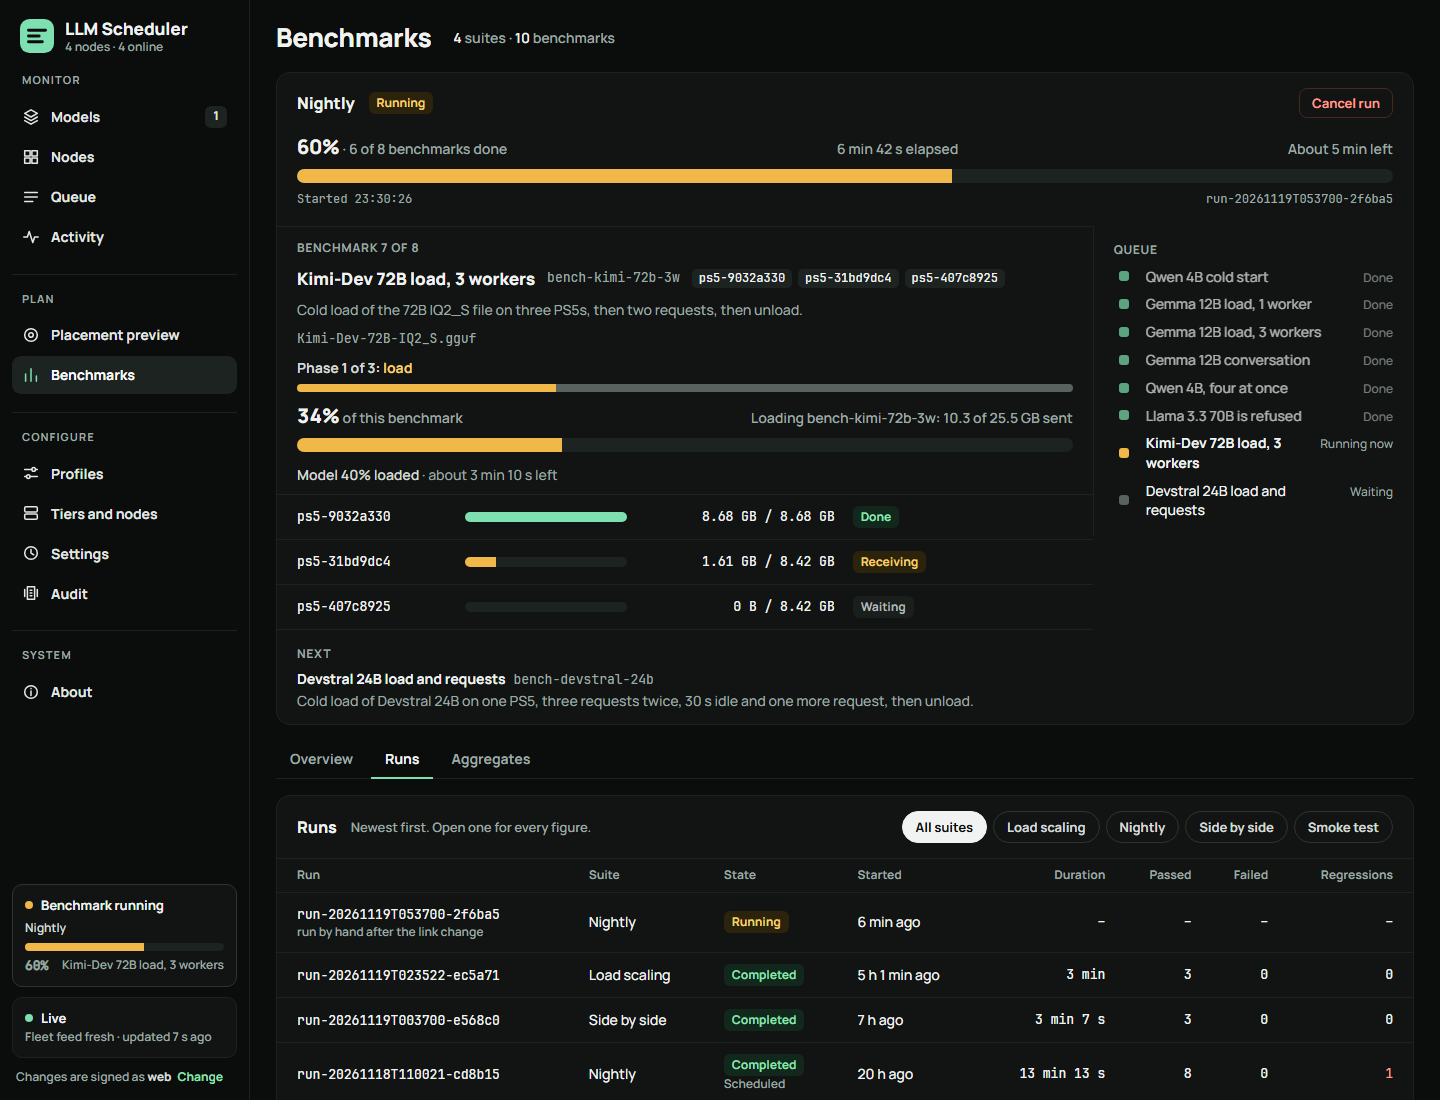 LLM Scheduler
4 nodes · 4 online
MONITOR
Models 1
Nodes
Queue
Activity
PLAN
Placement preview
Benchmarks
CONFIGURE
Profiles
Tiers and nodes
Settings
Audit
SYSTEM
About
Benchmark running
Nightly
60% Kimi-Dev 72B load, 3 workers
Live
Fleet feed fresh · updated 7 s ago
Changes are signed as web Change
Benchmarks 4 suites · 10 benchmarks
Nightly Running Cancel run
60% · 6 of 8 benchmarks done 6 min 42 s elapsed About 5 min left
Started 23:30:26 run-20261119T053700-2f6ba5
BENCHMARK 7 OF 8
Kimi-Dev 72B load, 3 workers bench-kimi-72b-3w ps5-9032a330 ps5-31bd9dc4 ps5-407c8925
Cold load of the 72B IQ2_S file on three PS5s, then two requests, then unload.
Kimi-Dev-72B-IQ2_S.gguf
Phase 1 of 3: load
34% of this benchmark Loading bench-kimi-72b-3w: 10.3 of 25.5 GB sent
Model 40% loaded · about 3 min 10 s left
ps5-9032a330 8.68 GB / 8.68 GB Done
ps5-31bd9dc4 1.61 GB / 8.42 GB Receiving
ps5-407c8925 0 B / 8.42 GB Waiting
NEXT
Devstral 24B load and requests bench-devstral-24b
Cold load of Devstral 24B on one PS5, three requests twice, 30 s idle and one more request, then unload.
QUEUE
Qwen 4B cold start Done
Gemma 12B load, 1 worker Done
Gemma 12B load, 3 workers Done
Gemma 12B conversation Done
Qwen 4B, four at once Done
Llama 3.3 70B is refused Done
Kimi-Dev 72B load, 3 Running now
workers
Devstral 24B load and Waiting
requests
Overview Runs Aggregates
Runs Newest first. Open one for every figure. All suites Load scaling Nightly Side by side Smoke test
Run Suite State Started Duration Passed Failed Regressions
run-20261119T053700-2f6ba5 Nightly Running 6 min ago – – – –
run by hand after the link change
run-20261119T023522-ec5a71 Load scaling Completed 5 h 1 min ago 3 min 3 0 0
run-20261119T003700-e568c0 Side by side Completed 7 h ago 3 min 7 s 3 0 0
run-20261118T110021-cd8b15 Nightly Completed 20 h ago 13 min 13 s 8 0 1
Scheduled